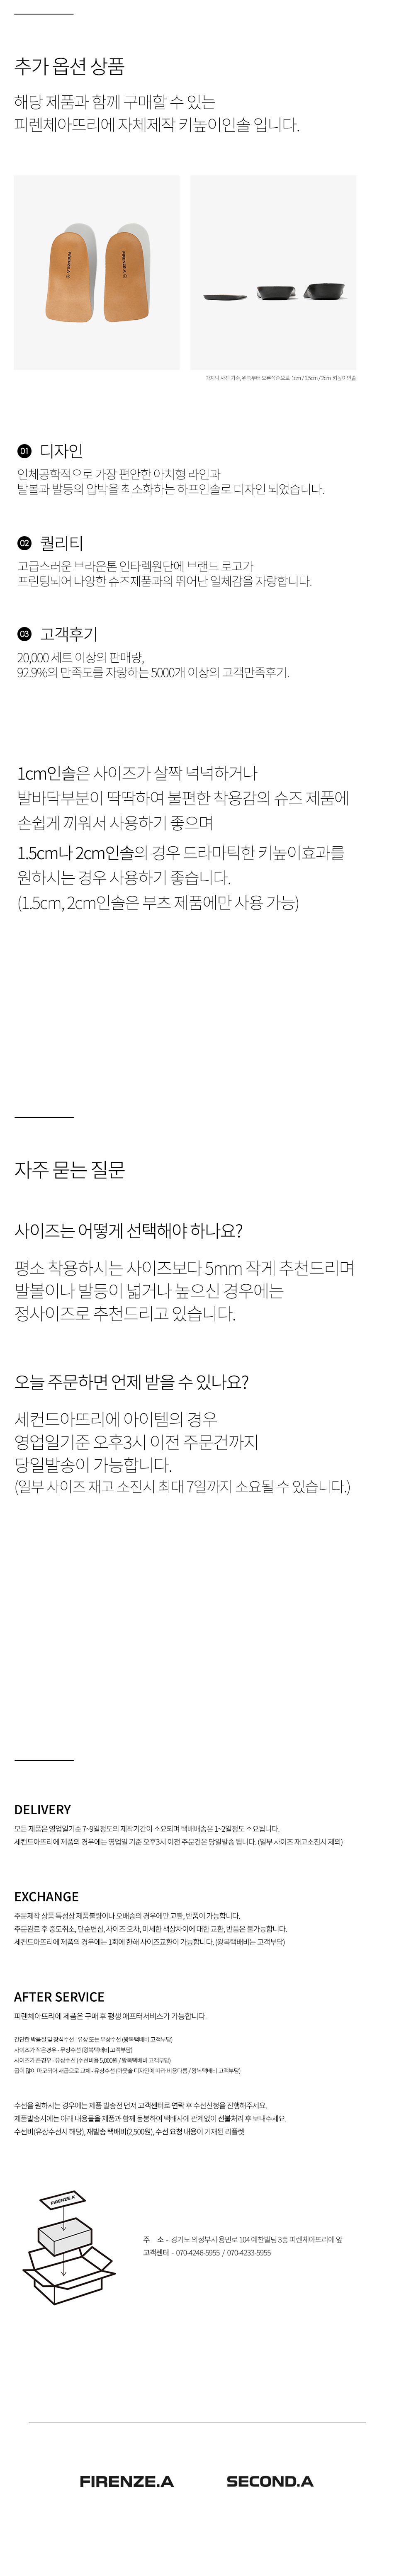 추가 옵션 상품
해당 제품과 함께 구매할 수 있는
피렌체아뜨리에 자체제작 키높이인솔 입니다.
FIRENZE.A
FIRENZE.A
마지막 사진 기준, 왼쪽부터 오른쪽순으로 1cm / 1.5cm / 2cm 키높이인솔
01 디자인
인체공학적으로 가장 편안한 아치형 라인과
발볼과 발등의 압박을 최소화하는 하프인솔로 디자인 되었습니다.
02 퀄리티
고급스러운 브라운톤 인타렉원단에 브랜드 로고가
프린팅되어 다양한 슈즈제품과의 뛰어난 일체감을 자랑합니다.
03 고객후기
20,000 세트 이상의 판매량,
92.9%의 만족도를 자랑하는 5000개 이상의 고객만족후기.
1cm인솔은 사이즈가 살짝 넉넉하거나
발바닥부분이 딱딱하여 불편한 착용감의 슈즈 제품에
손쉽게 끼워서 사용하기 좋으며
1.5cm나 2cm인솔의 경우 드라마틱한 키높이효과를
원하시는 경우 사용하기 좋습니다.
(1.5cm, 2cm인솔은 부츠 제품에만 사용 가능)
자주 묻는 질문
사이즈는 어떻게 선택해야 하나요?
평소 착용하시는 사이즈보다 5mm 작게 추천드리며
발볼이나 발등이 넓거나 높으신 경우에는
정사이즈로 추천드리고 있습니다.
오늘 주문하면 언제 받을 수 있나요?
세컨드아뜨리에 아이템의 경우
영업일기준 오후3시 이전 주문건까지
당일발송이 가능합니다.
(일부 사이즈 재고 소진시 최대 7일까지 소요될 수 있습니다.)
DELIVERY
모든 제품은 영업일기준 7~9일정도의 제작기간이 소요되며 택배배송은 1~2일정도 소요됩니다.
세컨드아뜨리에 제품의 경우에는 영업일 기준 오후3시 이전 주문건은 당일발송 됩니다. (일부 사이즈 재고소진시 제외)
EXCHANGE
주문제작 상품 특성상 제품불량이나 오배송의 경우에만 교환, 반품이 가능합니다.
주문완료 후 중도취소, 단순변심, 사이즈 오차, 미세한 색상차이에 대한 교환, 반품은 불가능합니다.
세컨드아뜨리에 제품의 경우에는 1회에 한해 사이즈교환이 가능합니다. (왕복택배비는 고객부담)
AFTER SERVICE
피렌체아뜨리에 제품은 구매 후 평생 애프터서비스가 가능합니다.
간단한 박음질 및 장식수선 - 유상 또는 무상수선 (왕복택배비 고객부담)
사이즈가 작은경우 - 무상수선 (왕복택배비 고객부담)
사이즈가 큰경우 - 유상수선 (수선비용 5,000원 / 왕복택배비 고객부담)
굽이 많이 마모되어 새굽으로 교체 - 유상수선 (아웃솔 디자인에 따라 비용다름 / 왕복택배비 고객부담)
수선을 원하시는 경우에는 제품 발송전 먼저 고객센터로 연락 후 수선신청을 진행해주세요.
제품발송시에는 아래 내용물을 제품과 함께 동봉하여 택배사에 관계없이 선불처리 후 보내주세요.
수선비(유상수선시 해당), 재발송 택배비(2,500원), 수선 요청 내용이 기재된 리플렛
FIRENZE.A
주 소 - 경기도 의정부시 용민로 104 예찬빌딩 3층 피렌체아뜨리에 앞
고객센터 - 070-4246-5955 / 070-4233-5955
FIRENZE.A
SECOND.A